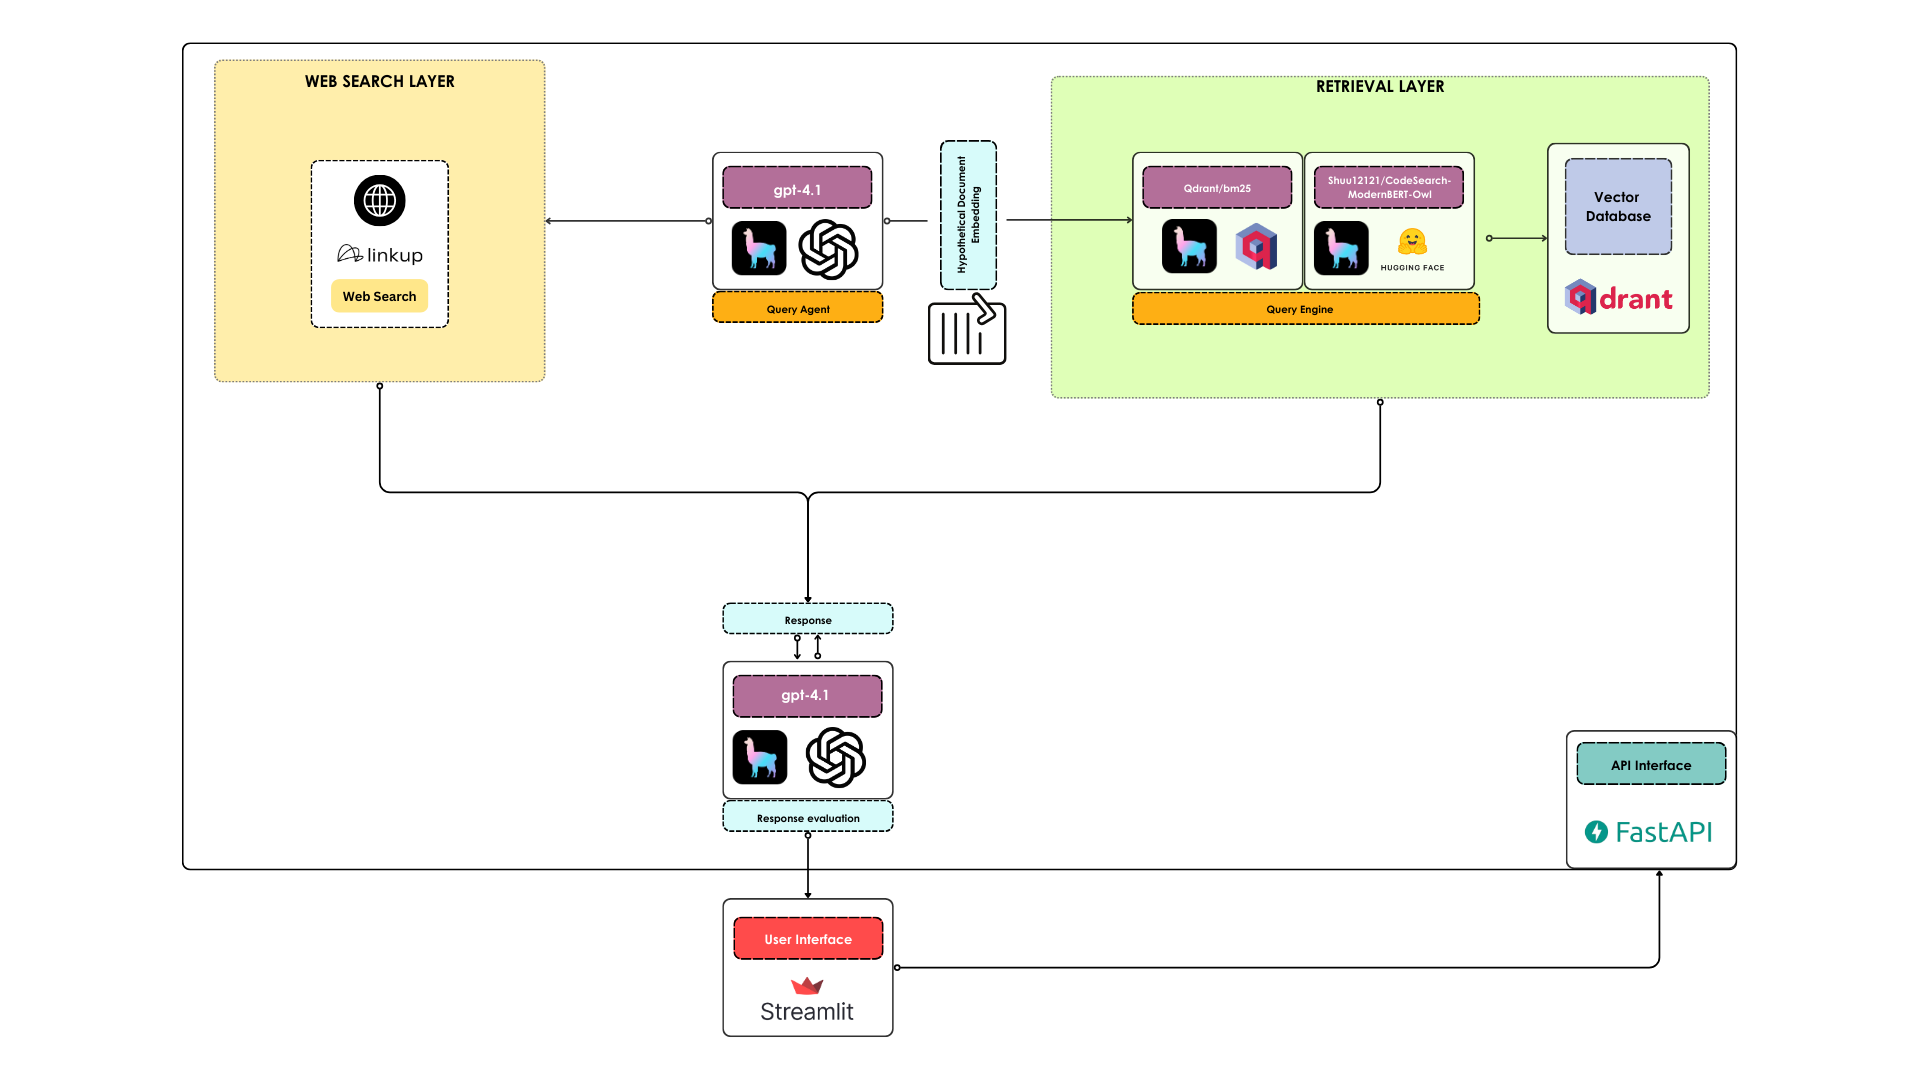 WEB SEARCH LAYER
linkup
Web Search
gpt-4.1
Query Agent
Hypothetical Document
Embedding
RETRIEVAL LAYER
Qdrant/bm25
Shuu12121/CodeSearch-
ModernBERT-Owl
HUGGING FACE
Query Engine
Vector
Database
qdrant
Response
gpt-4.1
Response evaluation
API Interface
FastAPI
User Interface
Streamlit